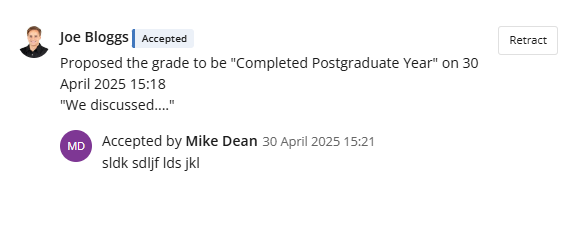 Joe Bloggs Accepted Retract
Proposed the grade to be "Completed Postgraduate Year" on 30
April 2025 15:18
"We discussed...."
MD Accepted by Mike Dean 30 April 2025 15:21
sldk sdljf lds jkl